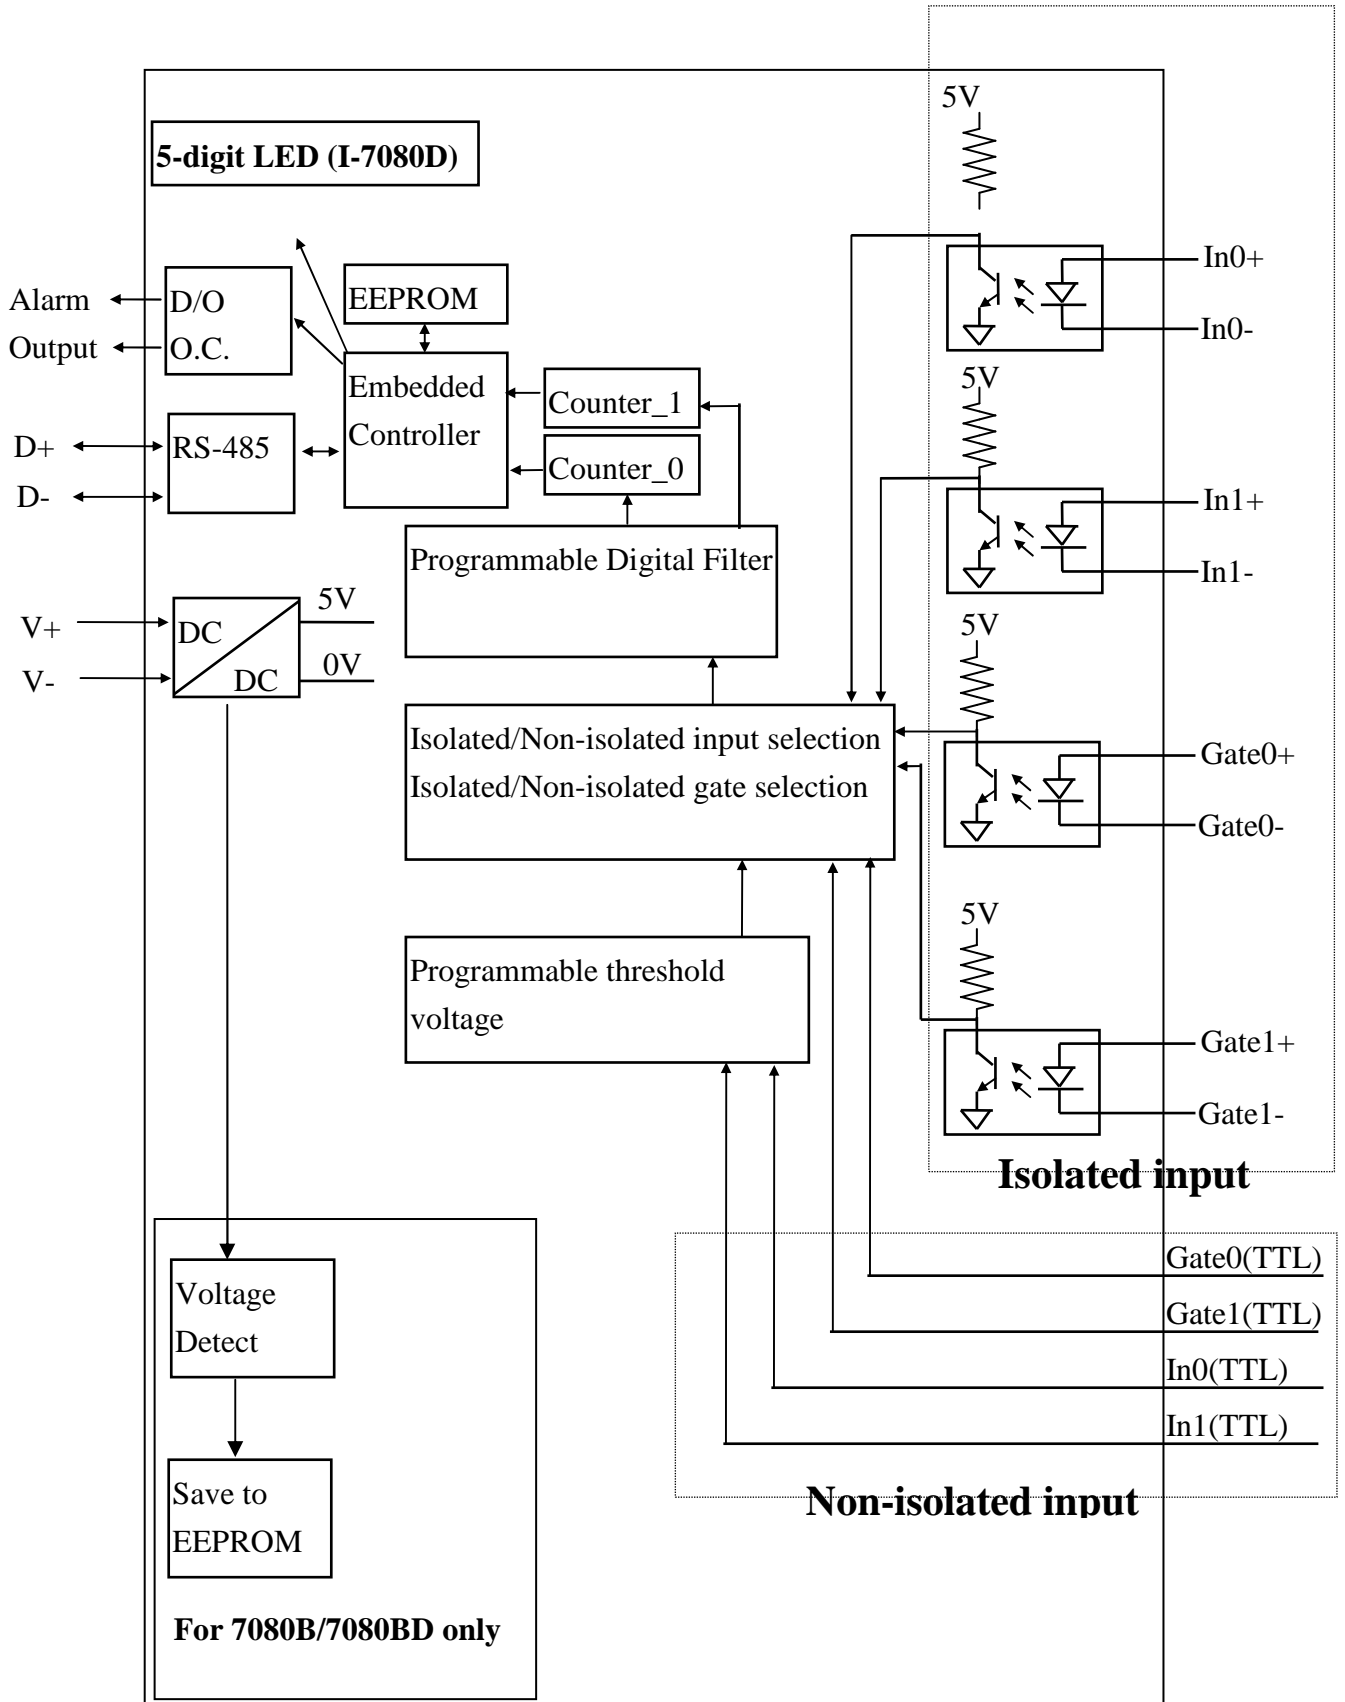 5V
5-digit LED (I-7080D)
In0+
In0-
Alarm
Output
D/O
O.C.
EEPROM
Embedded
Controller
Counter_1
Counter_0
5V
D+
D-
RS-485
In1+
In1-
Programmable Digital Filter
V+
V-
DC
DC
5V
0V
5V
Isolated/Non-isolated input selection
Isolated/Non-isolated gate selection
Gate0+
Gate0-
5V
Programmable threshold
voltage
Gate1+
Gate1-
Isolated input
Gate0(TTL)
Gate1(TTL)
In0(TTL)
In1(TTL)
Non-isolated input
Voltage
Detect
Save to
EEPROM
For 7080B/7080BD only